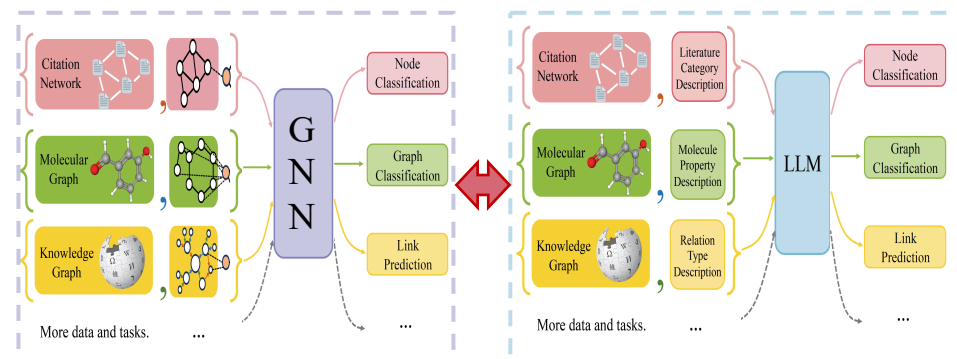 Citation
Network
,
Node
Classification
Molecular
Graph
,
Graph
Classification
Knowledge
Graph
,
Link
Prediction
More data and tasks.
...
...
G
N
N
Citation
Network
,
Literature
Category
Description
Node
Classification
Molecular
Graph
,
Molecule
Property
Description
Graph
Classification
Knowledge
Graph
,
Relation
Type
Description
Link
Prediction
More data and tasks.
...
...
LLM